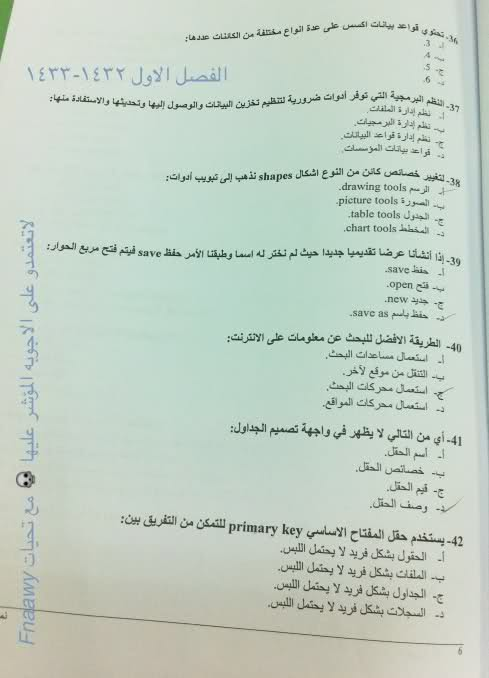 36- تحتوي قواعد بيانات اكسس على عدة انواع مختلفة من الكائنات عددها:
أ- 3.
ب- 4.
ج- 5.
د- 6.
الفصل الاول ١٤٣٢-١٤٣٣
37- النظم البرمجية التي توفر أدوات ضرورية لتنظيم تخزين البيانات والوصول إليها وتحديثها والاستفادة منها:
أ- نظم إدارة الملفات.
ب- نظم إدارة البرمجيات.
ج- نظم إدارة قواعد البيانات.
د- قواعد بيانات المؤسسات.
38- لتغيير خصائص كائن من النوع اشكال shapes نذهب إلى تبويب أدوات:
أ- الرسم drawing tools.
ب- الصورة picture tools.
ج- الجدول table tools.
د- المخطط chart tools.
39- إذا أنشأنا عرضا تقديميا جديدا حيث لم نختر له اسما وطبقنا الأمر حفظ save فيتم فتح مربع الحوار:
أ- حفظ save.
ب- فتح open.
ج- جديد new.
د- حفظ باسم save as.
40- الطريقة الافضل للبحث عن معلومات على الانترنت:
أ- استعمال مساعدات البحث.
ب- التنقل من موقع لآخر.
ج- استعمال محركات البحث.
د- استعمال محركات المواقع.
41- أي من التالي لا يظهر في واجهة تصميم الجداول:
أ- أسم الحقل.
ب- خصائص الحقل.
ج- قيم الحقل.
د- وصف الحقل.
42- يستخدم حقل المفتاح الاساسي primary key للتمكن من التفريق بين:
أ- الحقول بشكل فريد لا يحتمل اللبس.
ب- الملفات بشكل فريد لا يحتمل اللبس.
ج- الجداول بشكل فريد لا يحتمل اللبس.
د- السجلات بشكل فريد لا يحتمل اللبس.
6
لاتعتمدو على الاجوبه المؤشر عليها 💀 مع تحيات Fnaawy